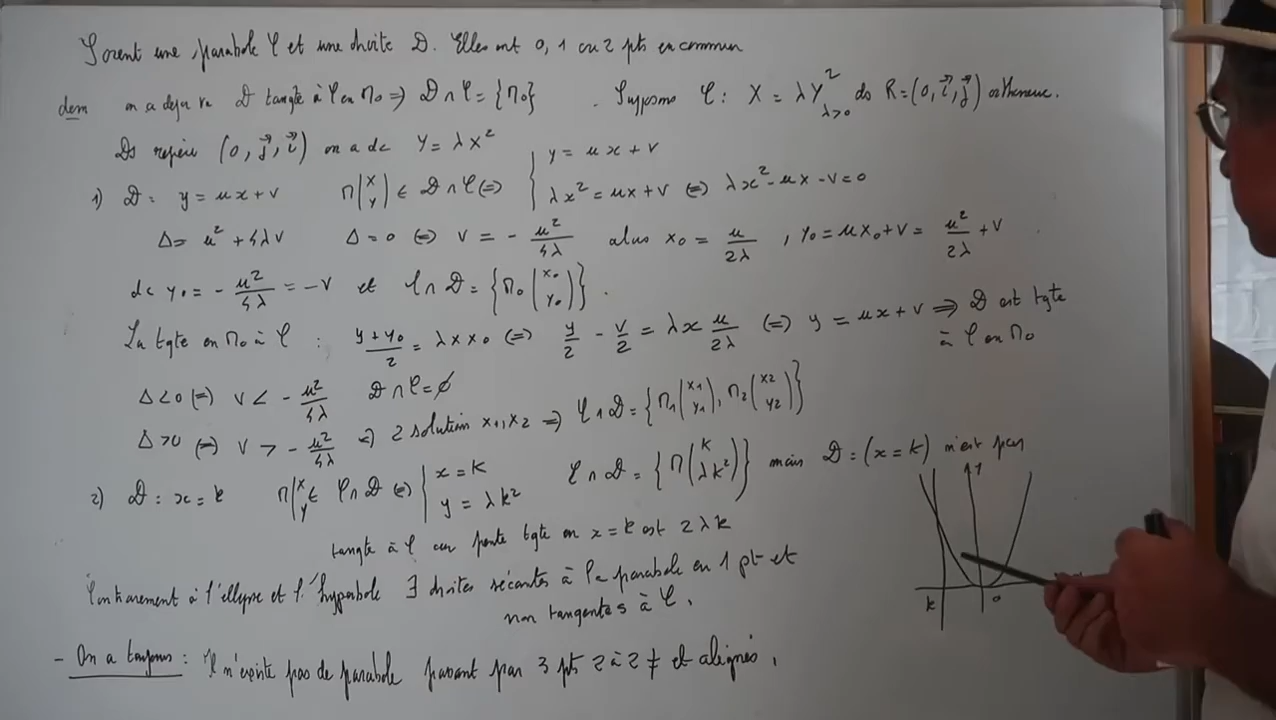 Soient une parabole C et une droite D. Elles ont 0, 1 ou 2 pts en commun
dem on a deja vu D tangte à C en M₀ ⇒ D ∩ C = {M₀} . Supposons C : X = λY² λ>0 ds R = (0, i⃗, j⃗) orthonormé.
Ds repère (0, j⃗, i⃗) on a dc Y = λX²
1) D : y = ux + v M|x y| ∈ D ∩ C ⇔ { y = ux + v
λx² = ux + v ⇔ λx² - ux - v = 0
Δ = u² + 4λv Δ = 0 ⇔ v = - u²/4λ alors x₀ = u/2λ , y₀ = ux₀ + v = u²/2λ + v
dc y₀ = - u²/4λ = -v et C ∩ D = {M₀ (x₀ y₀)} .
La tgte en M₀ à C : y + y₀/2 = λxx₀ ⇔ y/2 - v/2 = λx u/2λ ⇔ y = ux + v ⇒ D est tgte
à C en M₀
Δ<0 ⇔ v < - u²/4λ D ∩ C = ∅
Δ>0 ⇔ v > - u²/4λ ⇒ 2 solution x₁, x₂ ⇒ C ∩ D = {M₁(x₁ y₁), M₂(x₂ y₂)}
2) D : x = k M|x y ∈ C ∩ D ⇔ | x = k
y = λk² C ∩ D = {M(k λk²)} mais D = (x = k) n'est pas
tangte à C car pente tgte en x = k est 2λk
Contrairement à l'ellypse et l'hyperbole ∃ droites sécantes à la parabole en 1 pt et
non tangentes à C.
k 0
- On a toujours : Il n'existe pas de parabole passant par 3 pts 2 à 2 ≠ et alignés.